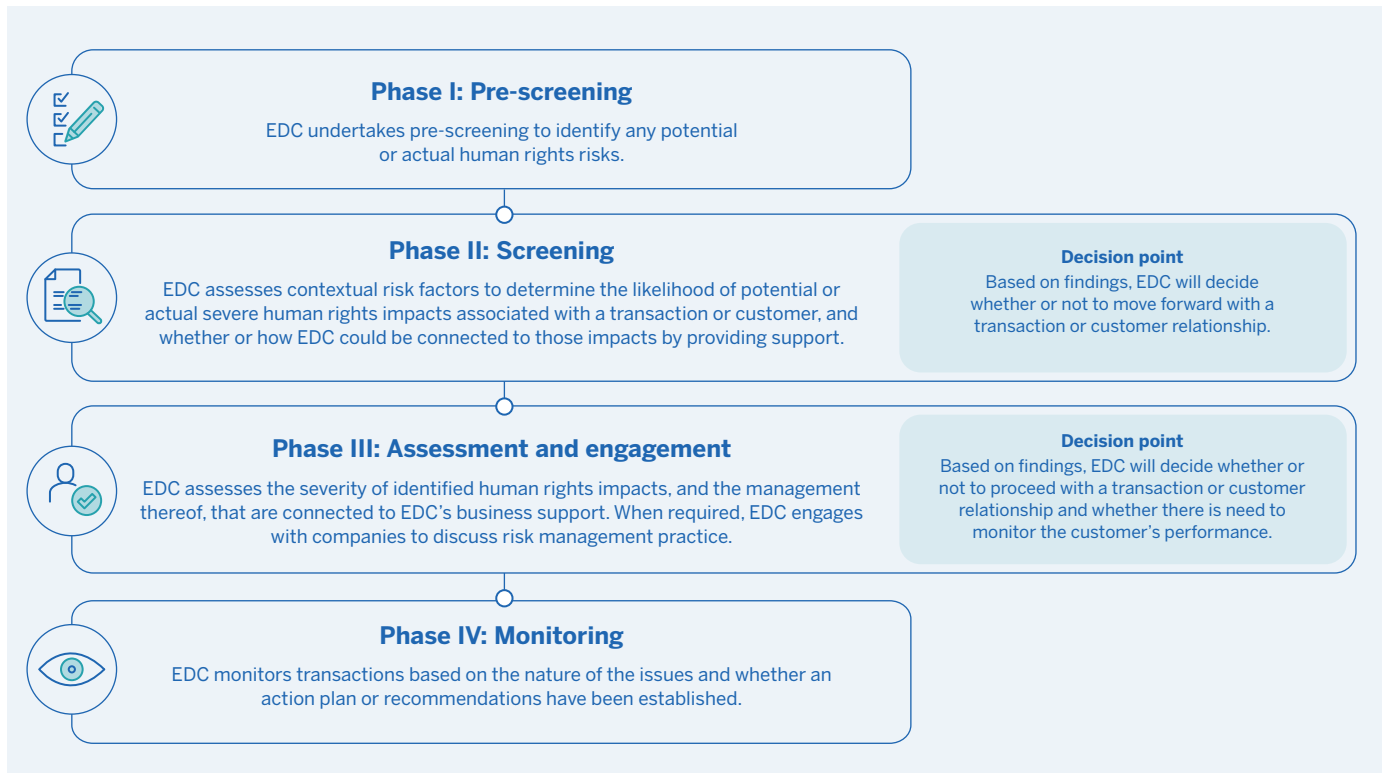 Phase I: Pre-screening
EDC undertakes pre-screening to identify any potential
or actual human rights risks.
Phase II: Screening
EDC assesses contextual risk factors to determine the likelihood of potential or
actual severe human rights impacts associated with a transaction or customer, and
whether or how EDC could be connected to those impacts by providing support.
Decision point
Based on findings, EDC will decide
whether or not to move forward with a
transaction or customer relationship.
Phase III: Assessment and engagement
EDC assesses the severity of identified human rights impacts, and the management
thereof, that are connected to EDC’s business support. When required, EDC engages
with companies to discuss risk management practice.
Decision point
Based on findings, EDC will decide whether or
not to proceed with a transaction or customer
relationship and whether there is need to
monitor the customer’s performance.
Phase IV: Monitoring
EDC monitors transactions based on the nature of the issues and whether an
action plan or recommendations have been established.